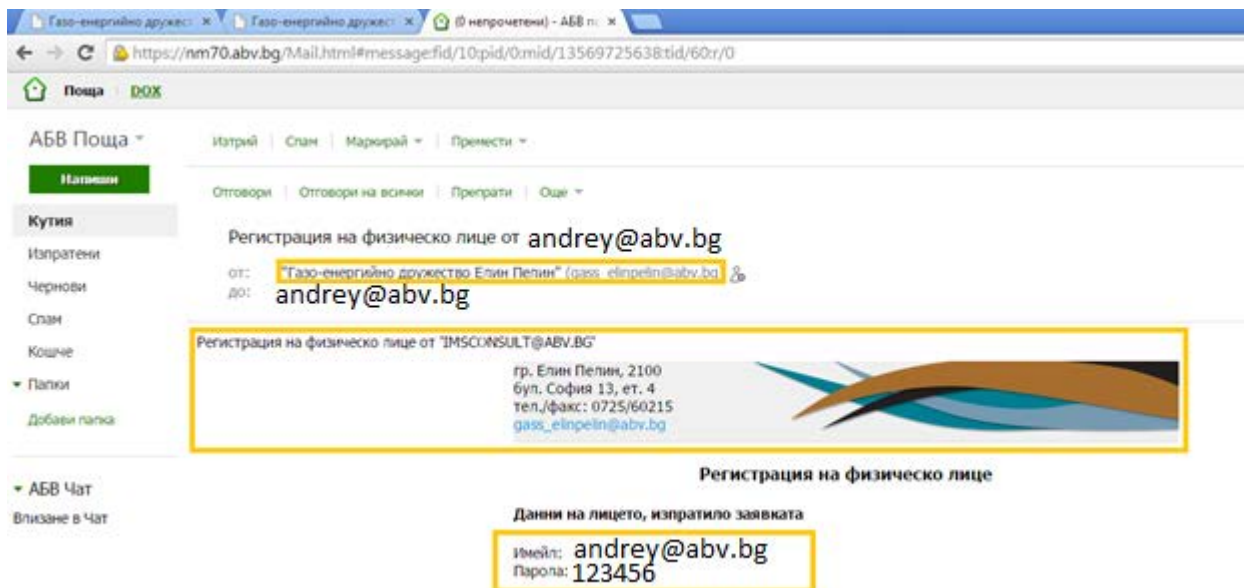 Газо-енергийно дружест × Газо-енергийно дружест × (0 непрочетени) - АБВ по ×
https://nm70.abv.bg/Mail.html#message:fid/10:pid/0:mid/13569725638:tid/60:r/0
Поща DOX
АБВ Поща
Изтрий Спам Маркирай Премести
Напиши
Отговори Отговори на всички Препрати Още
Кутия
Регистрация на физическо лице от andrey@abv.bg
Изпратени
от: "Газо-енергийно дружество Елин Пелин" (gass_elinpelin@abv.bg)
Чернови
до: andrey@abv.bg
Спам
Кошче
Регистрация на физическо лице от "IMSCONSULT@ABV.BG"
Папки
Добави папка
гр. Елин Пелин, 2100
бул. София 13, ет. 4
тел./факс: 0725/60215
gass_elinpelin@abv.bg
Регистрация на физическо лице
АБВ Чат
Влизане в Чат
Данни на лицето, изпратило заявката
Имейл: andrey@abv.bg
Парола: 123456